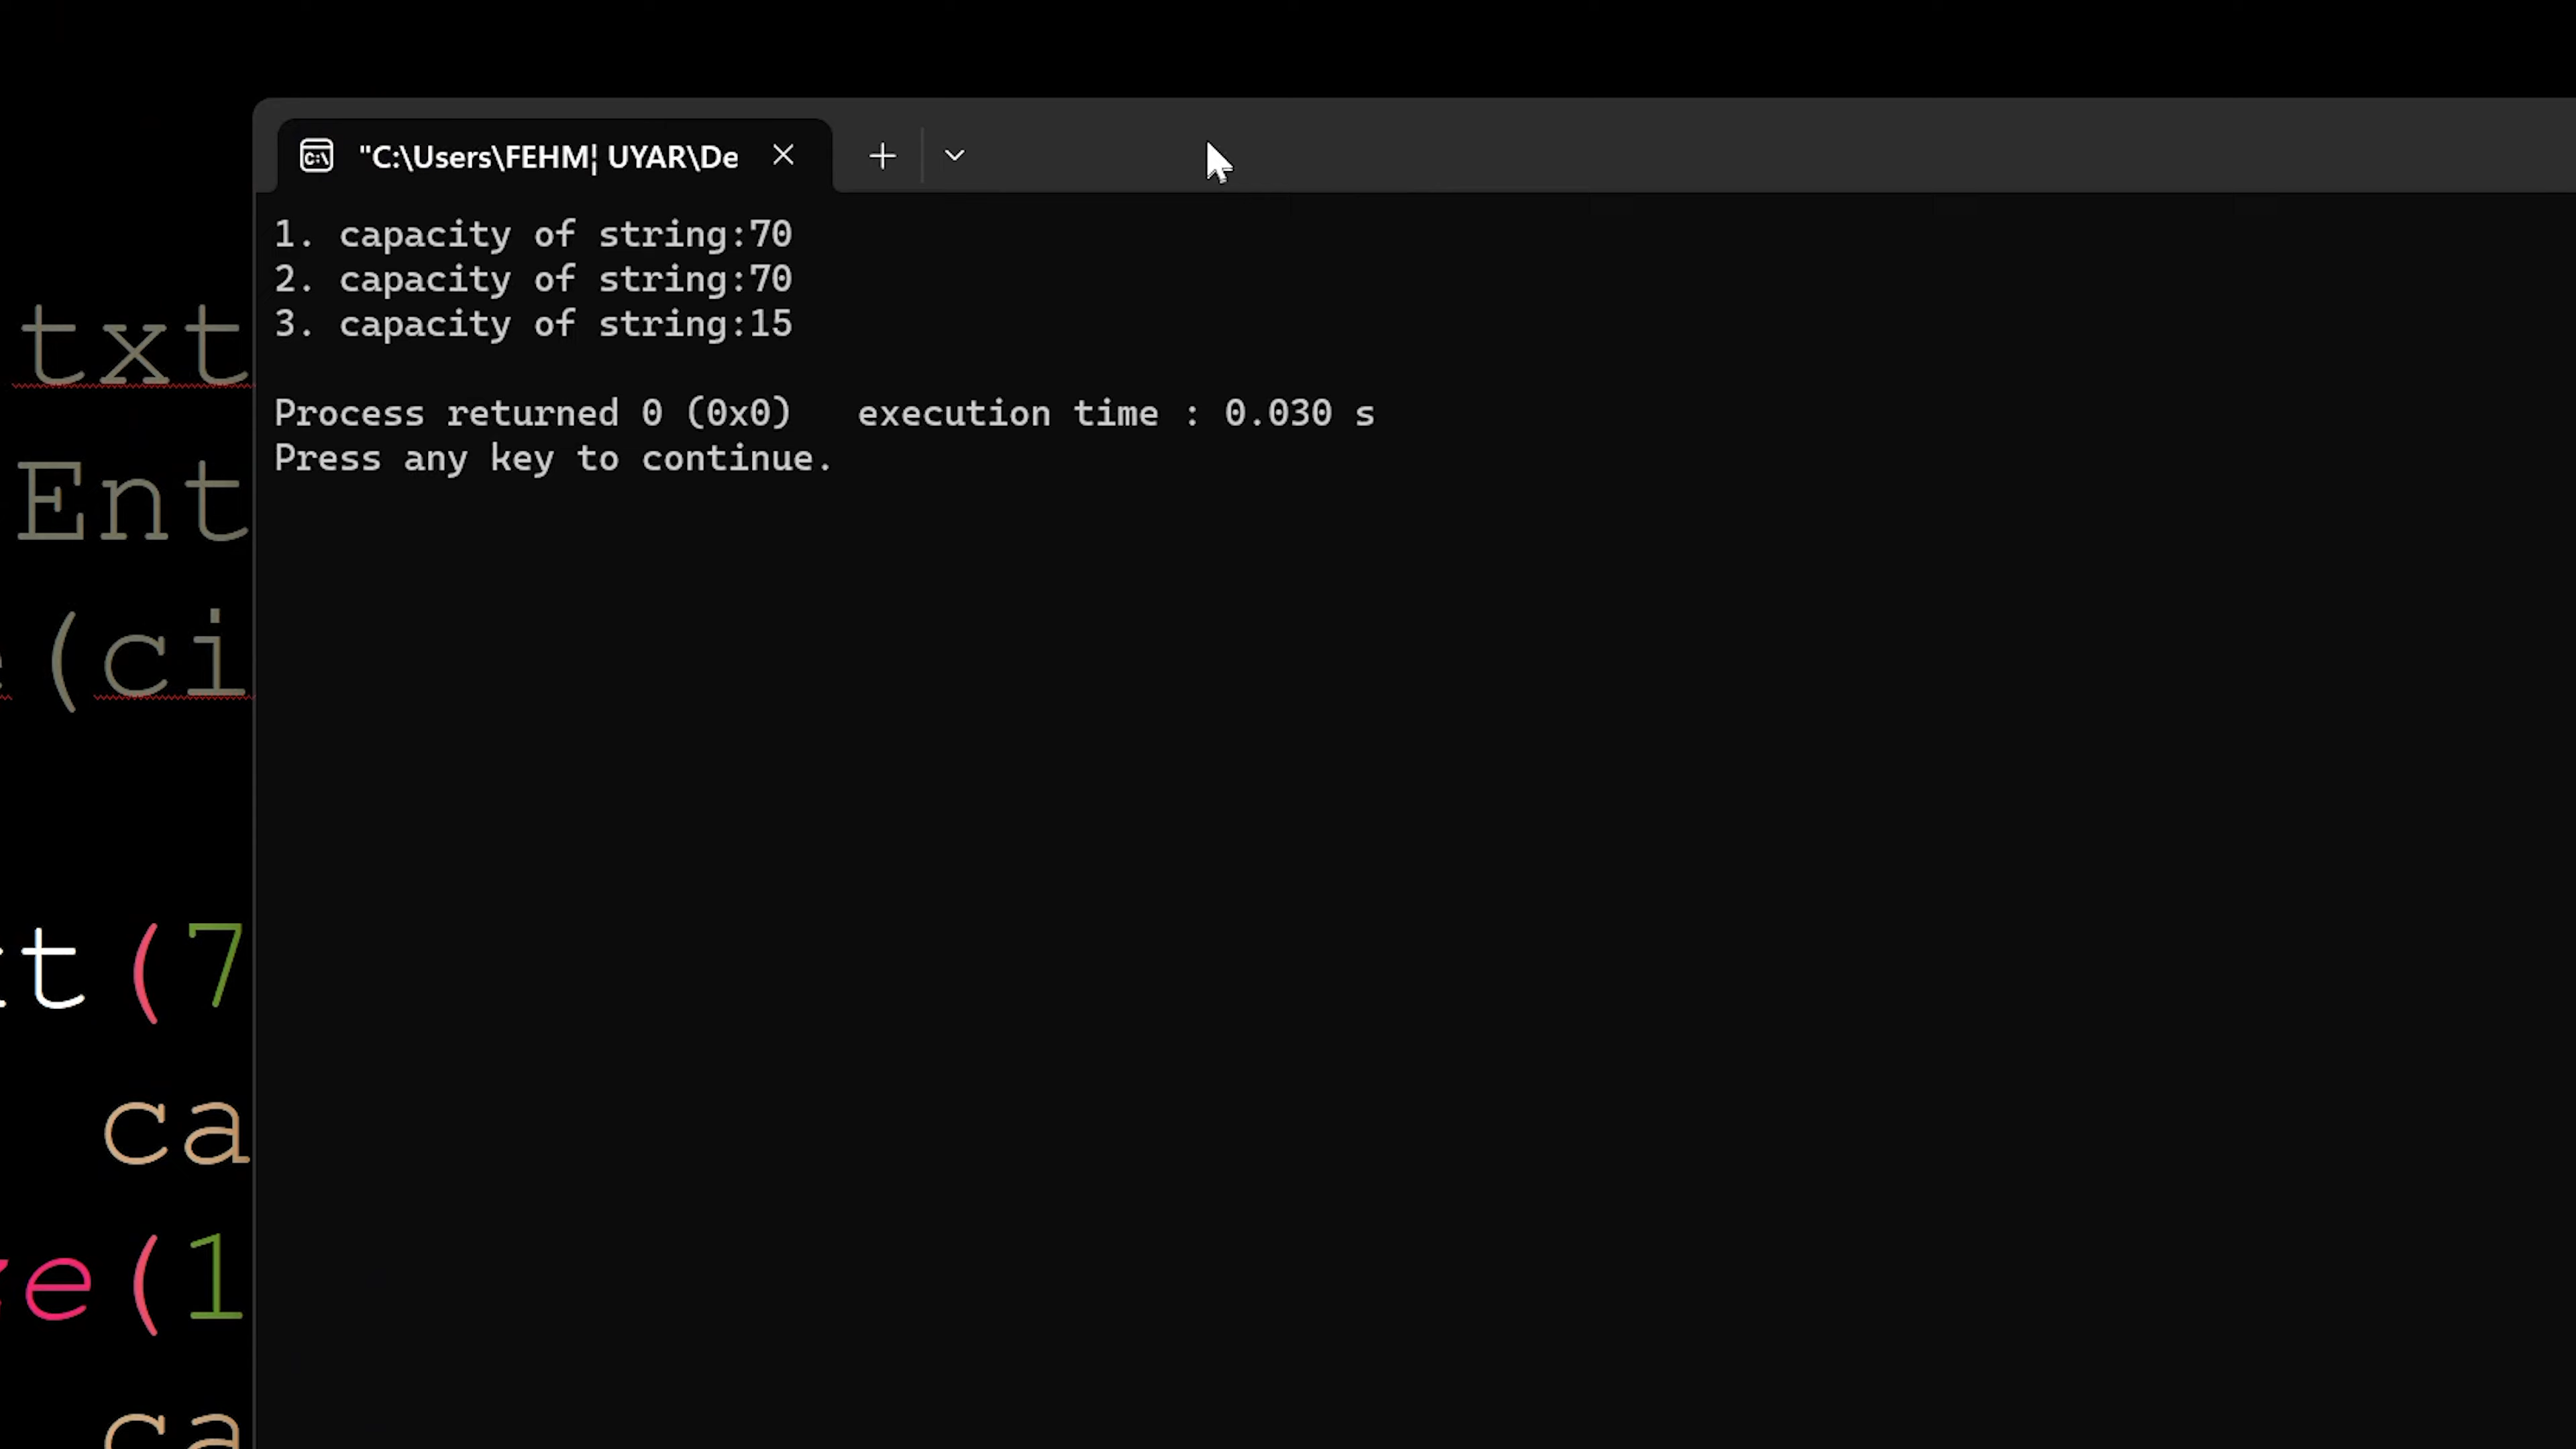 "C:\Users\FEHM¦ UYAR\De
1. capacity of string:70
2. capacity of string:70
3. capacity of string:15
Process returned 0 (0x0)   execution time : 0.030 s
Press any key to continue.
txt
Ent
(ci
t(7
ca
e(1
ca